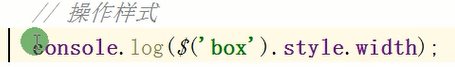 // 操作样式
console.log($('box').style.width);